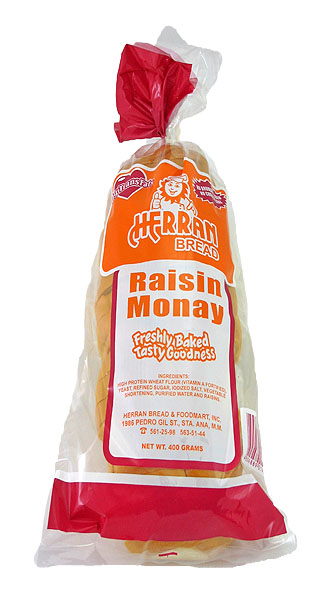 HERRAN
BREAD
Raisin
Monay
Freshly Baked
Tasty Goodness
INGREDIENTS:
HIGH PROTEIN WHEAT FLOUR (VITAMIN A FORTIFIED),
YEAST, REFINED SUGAR, IODIZED SALT, VEGETABLE
SHORTENING, PURIFIED WATER AND RAISINS
HERRAN BREAD & FOODMART, INC.
1986 PEDRO GIL ST., STA. ANA, M.M.
☎ 561-25-98 563-51-44
NET WT. 400 GRAMS